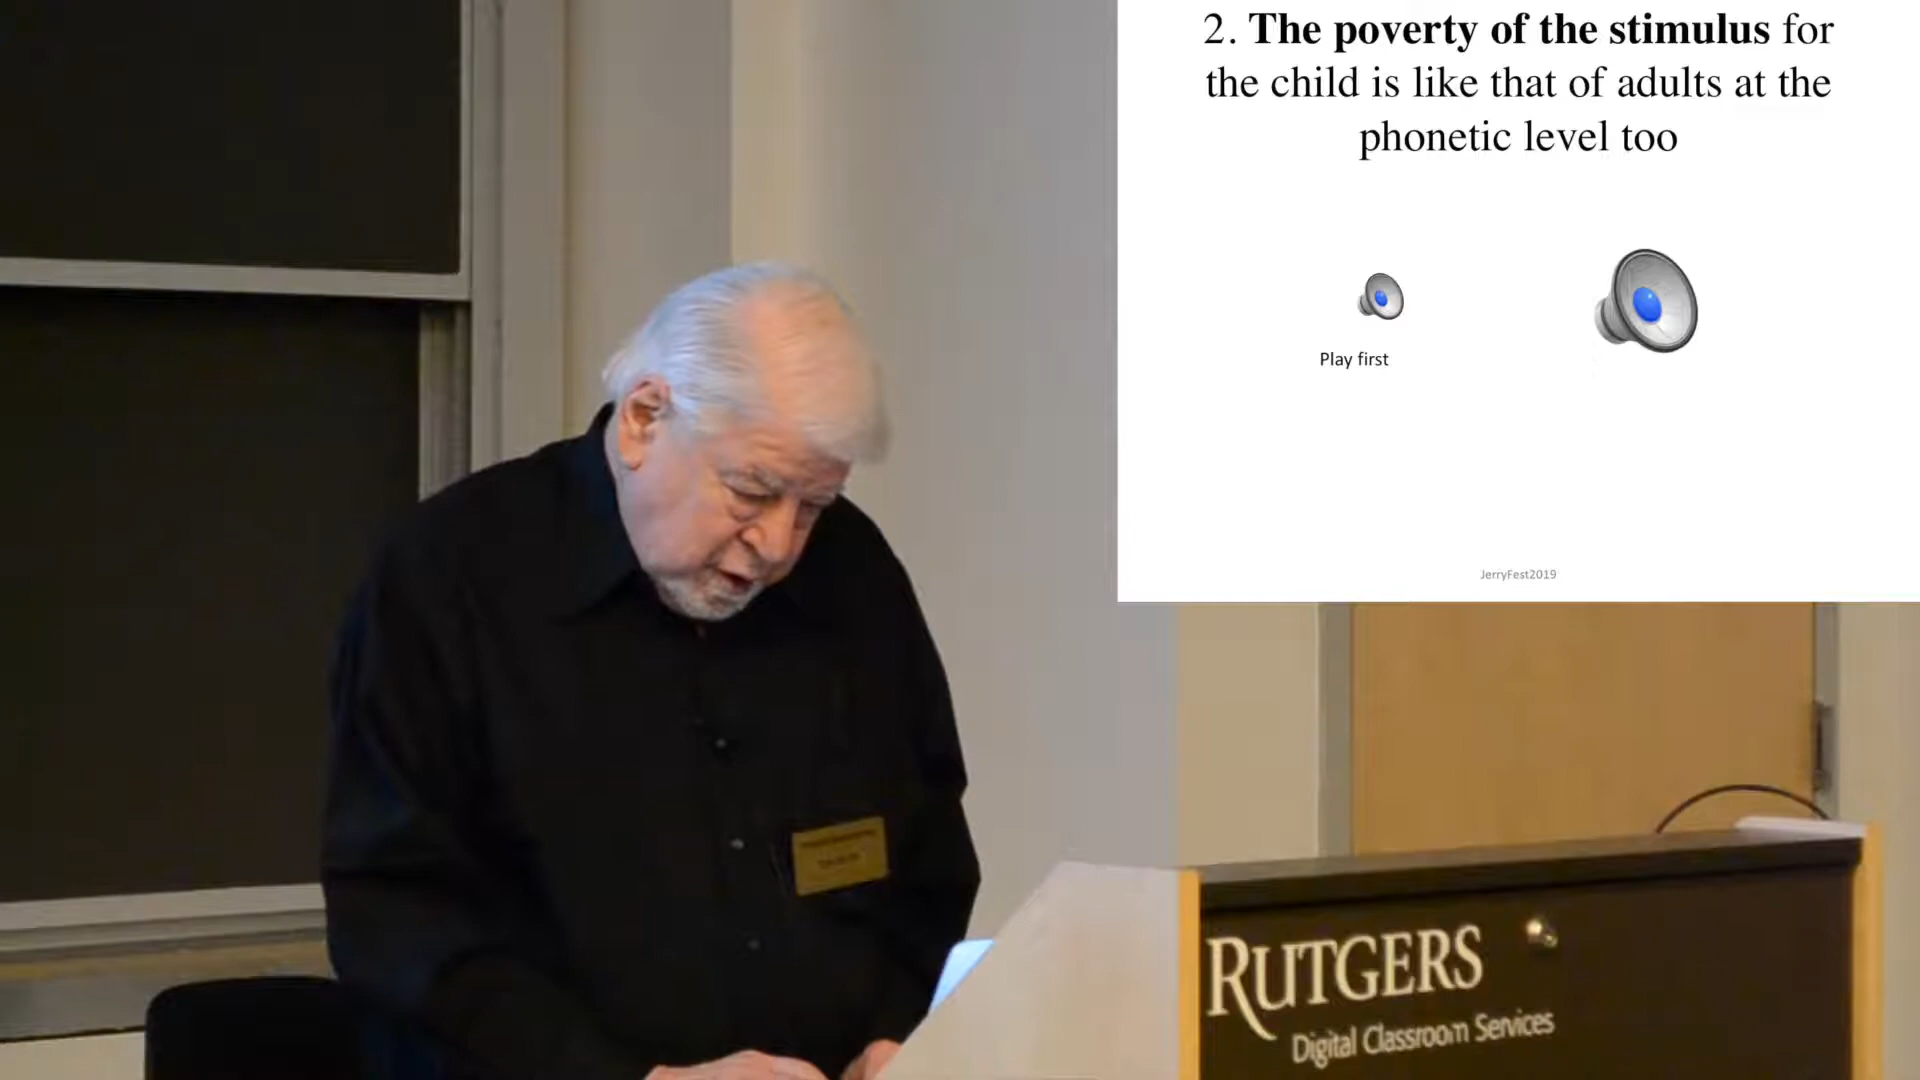 2. The poverty of the stimulus for
the child is like that of adults at the
phonetic level too
Play first
JerryFest2019
RUTGERS
Digital Classroom Services